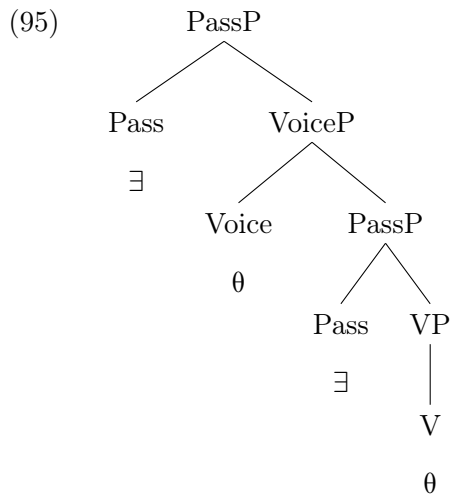 (95) PassP
Pass VoiceP
∃
Voice PassP
θ
Pass VP
∃
V
θ